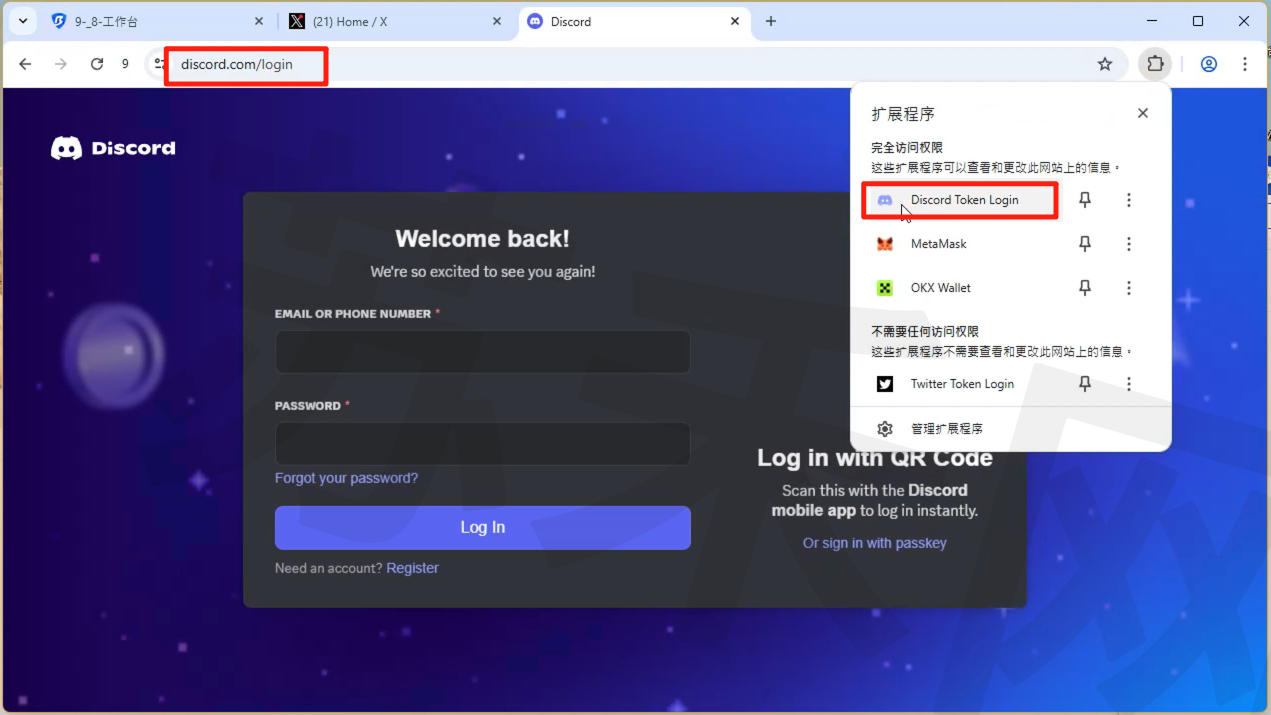 9-_8-工作台
(21) Home / X
Discord
9
discord.com/login
Discord
扩展程序
完全访问权限
这些扩展程序可以查看和更改此网站上的信息。
Discord Token Login
MetaMask
OKX Wallet
不需要任何访问权限
这些扩展程序不需要查看和更改此网站上的信息。
Twitter Token Login
管理扩展程序
Welcome back!
We're so excited to see you again!
EMAIL OR PHONE NUMBER *
PASSWORD *
Forgot your password?
Log In
Need an account? Register
Log in with QR Code
Scan this with the Discord
mobile app to log in instantly.
Or sign in with passkey